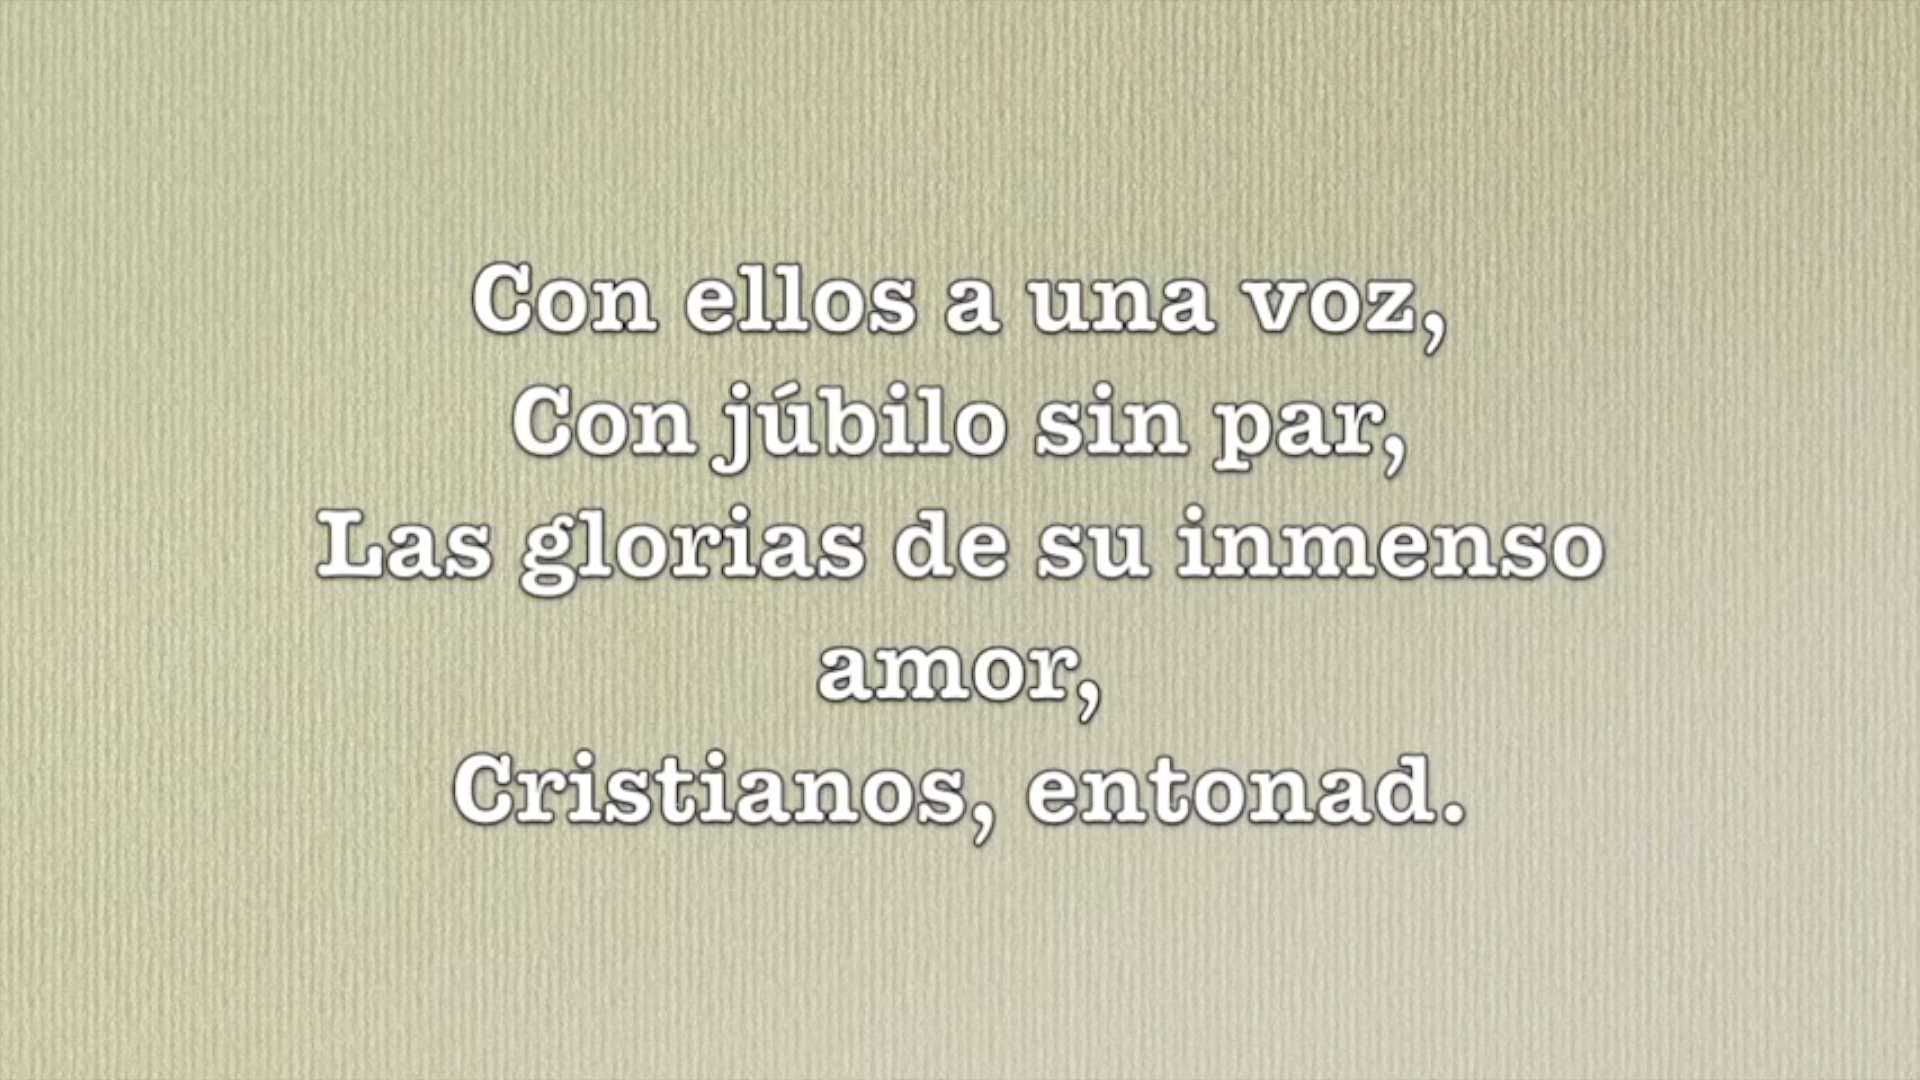 Con ellos a una voz,
Con júbilo sin par,
Las glorias de su inmenso
amor,
Cristianos, entonad.